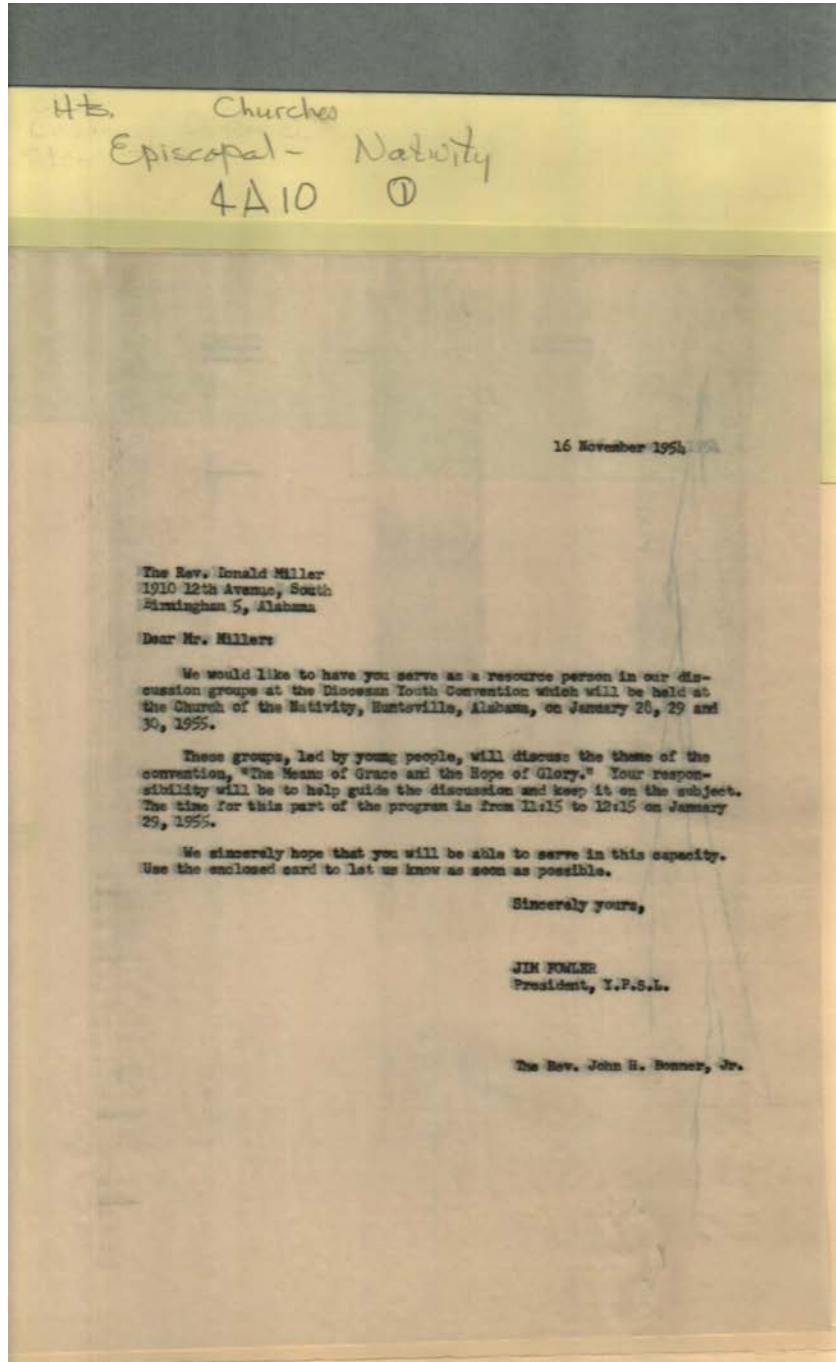 Hts. Churches
Episcopal - Nativity
4A10 ①
16 November 1954
The Rev. Donald Miller
1910 12th Avenue, South
Birmingham 5, Alabama
Dear Mr. Miller:
We would like to have you serve as a resource person in our dis-
cussion groups at the Diocesan Youth Convention which will be held at
the Church of the Nativity, Huntsville, Alabama, on January 28, 29 and
30, 1955.
These groups, led by young people, will discuss the theme of the
convention, "The Means of Grace and the Hope of Glory." Your respon-
sibility will be to help guide the discussion and keep it on the subject.
The time for this part of the program is from 11:15 to 12:15 on January
29, 1955.
We sincerely hope that you will be able to serve in this capacity.
Use the enclosed card to let us know as soon as possible.
Sincerely yours,
JIM FOWLER
President, Y.P.S.L.
The Rev. John H. Bonner, Jr.